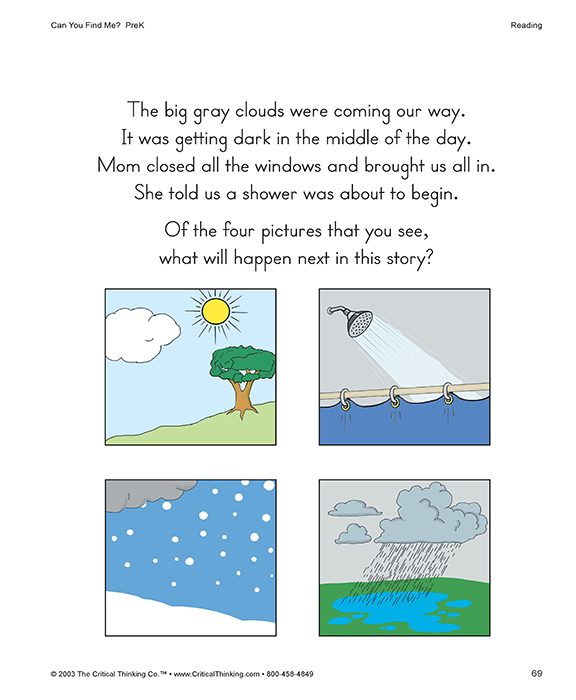 Can You Find Me?  PreK
Reading
The big gray clouds were coming our way.
It was getting dark in the middle of the day.
Mom closed all the windows and brought us all in.
She told us a shower was about to begin.
Of the four pictures that you see,
what will happen next in this story?
© 2003 The Critical Thinking Co.™ • www.CriticalThinking.com • 800-458-4849
69